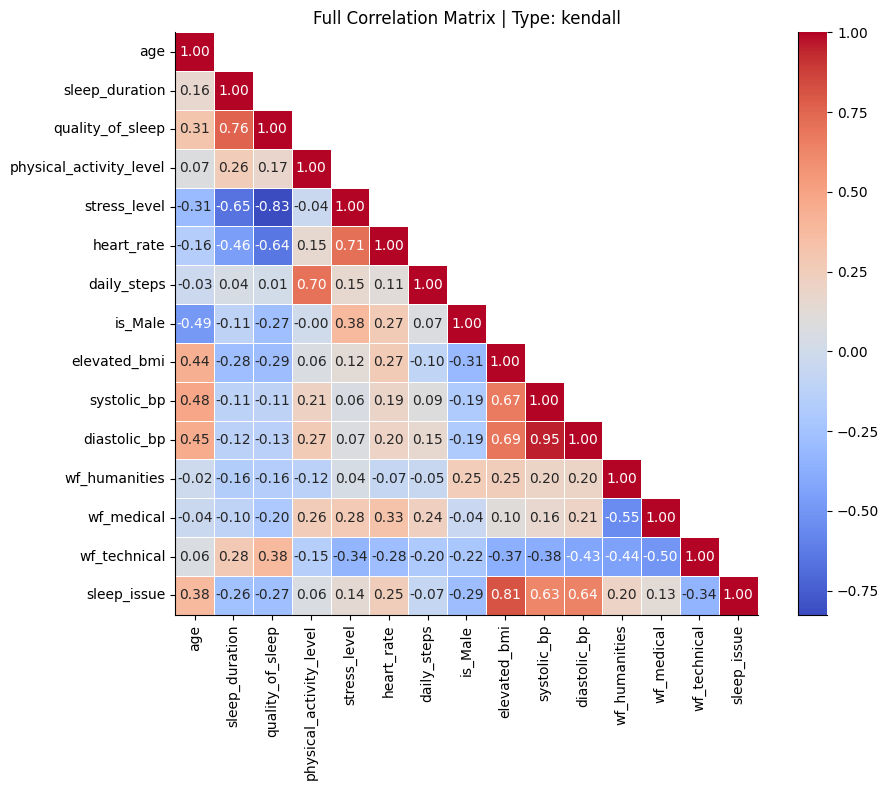 Full Correlation Matrix | Type: kendall
age 1.00
sleep_duration 0.16 1.00
quality_of_sleep 0.31 0.76 1.00
physical_activity_level 0.07 0.26 0.17 1.00
stress_level -0.31 -0.65 -0.83 -0.04 1.00
heart_rate -0.16 -0.46 -0.64 0.15 0.71 1.00
daily_steps -0.03 0.04 0.01 0.70 0.15 0.11 1.00
is_Male -0.49 -0.11 -0.27 -0.00 0.38 0.27 0.07 1.00
elevated_bmi 0.44 -0.28 -0.29 0.06 0.12 0.27 -0.10 -0.31 1.00
systolic_bp 0.48 -0.11 -0.11 0.21 0.06 0.19 0.09 -0.19 0.67 1.00
diastolic_bp 0.45 -0.12 -0.13 0.27 0.07 0.20 0.15 -0.19 0.69 0.95 1.00
wf_humanities -0.02 -0.16 -0.16 -0.12 0.04 -0.07 -0.05 0.25 0.25 0.20 0.20 1.00
wf_medical -0.04 -0.10 -0.20 0.26 0.28 0.33 0.24 -0.04 0.10 0.16 0.21 -0.55 1.00
wf_technical 0.06 0.28 0.38 -0.15 -0.34 -0.28 -0.20 -0.22 -0.37 -0.38 -0.43 -0.44 -0.50 1.00
sleep_issue 0.38 -0.26 -0.27 0.06 0.14 0.25 -0.07 -0.29 0.81 0.63 0.64 0.20 0.13 -0.34 1.00
age
sleep_duration
quality_of_sleep
physical_activity_level
stress_level
heart_rate
daily_steps
is_Male
elevated_bmi
systolic_bp
diastolic_bp
wf_humanities
wf_medical
wf_technical
sleep_issue
1.00
0.75
0.50
0.25
0.00
−0.25
−0.50
−0.75